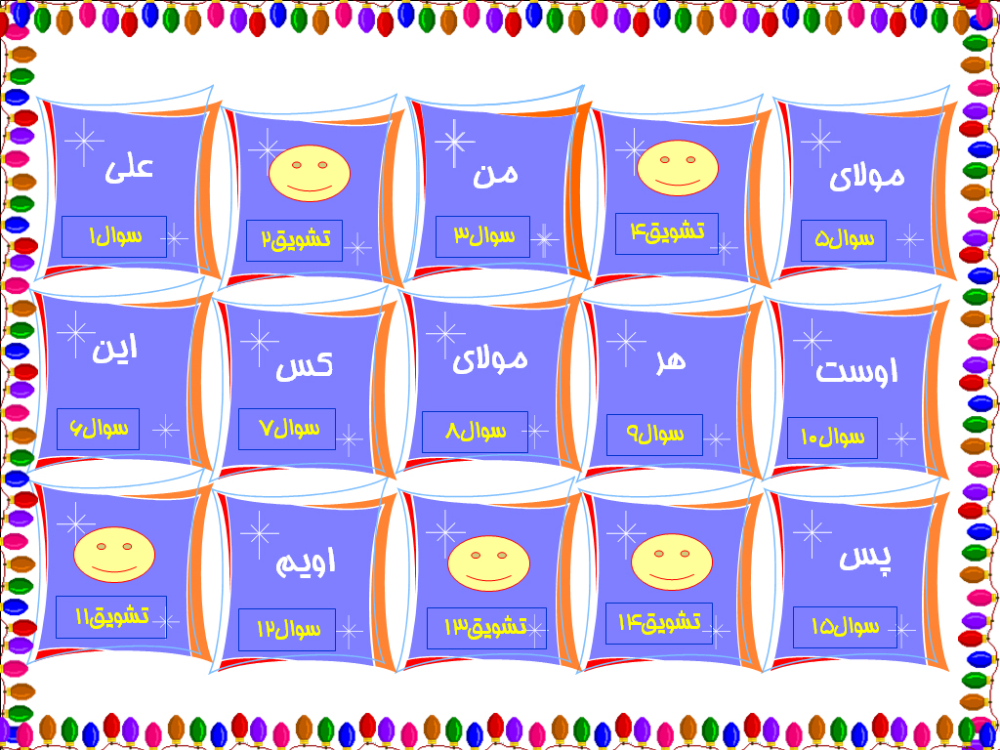 علی
سوال۱
تشویق۲
من
سوال۳
تشویق۴
مولای
سوال۵
این
سوال۶
کس
سوال۷
مولای
سوال۸
هر
سوال۹
اوست
سوال۱۰
تشویق۱۱
اویم
سوال۱۲
تشویق۱۳
تشویق۱۴
پس
سوال۱۵